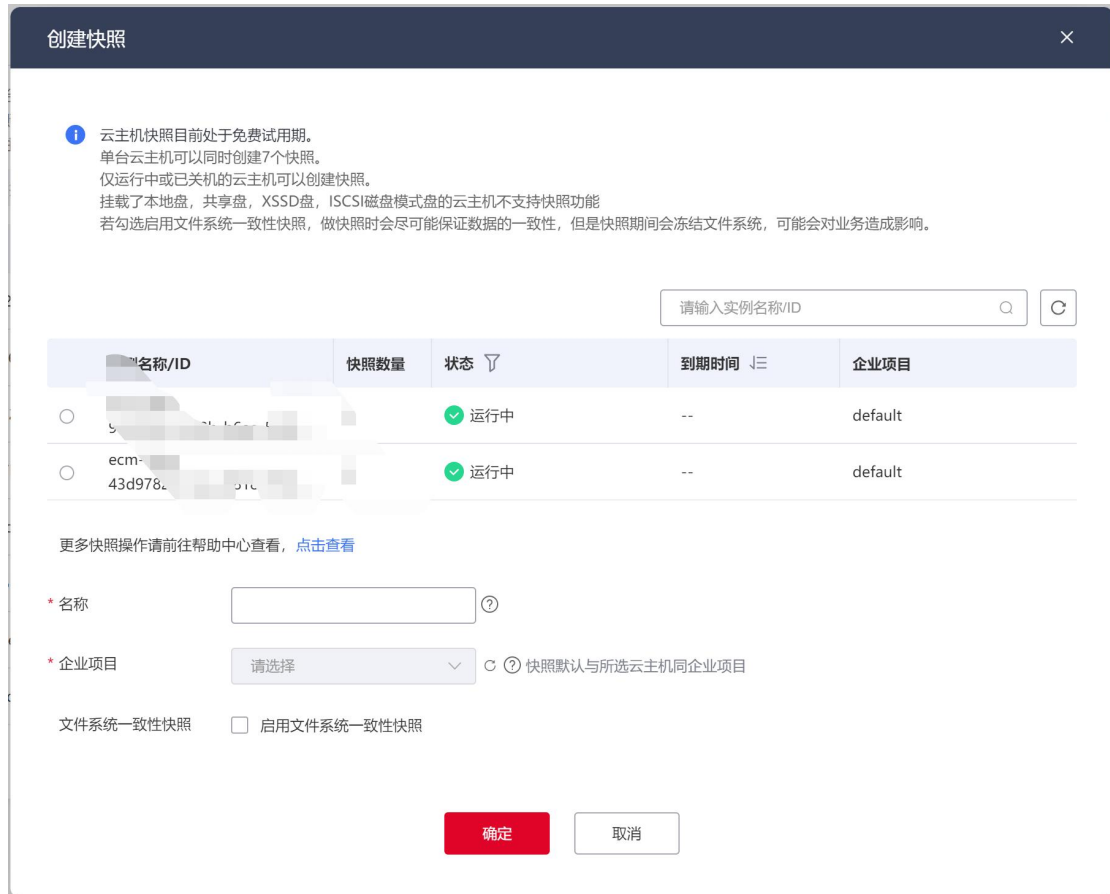 创建快照
云主机快照目前处于免费试用期。
单台云主机可以同时创建7个快照。
仅运行中或已关机的云主机可以创建快照。
挂载了本地盘，共享盘，XSSD盘，ISCSI磁盘模式盘的云主机不支持快照功能
若勾选启用文件系统一致性快照，做快照时会尽可能保证数据的一致性，但是快照期间会冻结文件系统，可能会对业务造成影响。
请输入实例名称/ID
名称/ID 快照数量 状态 到期时间 企业项目
运行中 -- default
ecm-
运行中 -- default
43d978
更多快照操作请前往帮助中心查看，点击查看
* 名称
* 企业项目 请选择 快照默认与所选云主机同企业项目
文件系统一致性快照 启用文件系统一致性快照
确定 取消